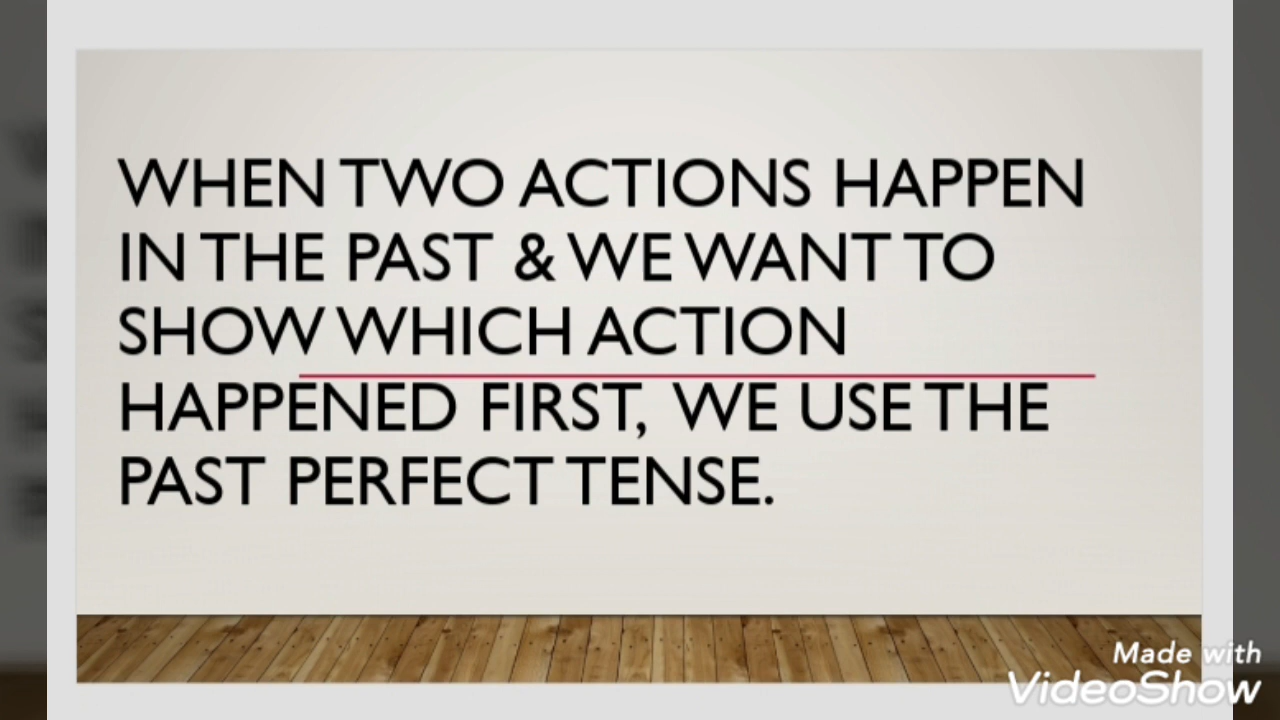 WHEN TWO ACTIONS HAPPEN
IN THE PAST & WE WANT TO
SHOW WHICH ACTION
HAPPENED FIRST, WE USE THE
PAST PERFECT TENSE.
Made with
VideoShow